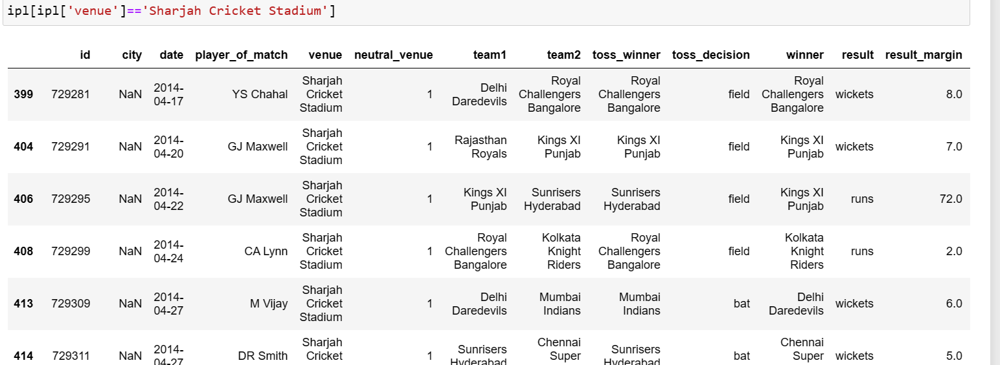 ipl[ipl['venue']=='Sharjah Cricket Stadium']
id city date player_of_match venue neutral_venue team1 team2 toss_winner toss_decision winner result result_margin
Sharjah Royal Royal Royal
399 729281 NaN 2014-04-17 YS Chahal Cricket 1 Delhi Daredevils Challengers Challengers field Challengers wickets 8.0
Stadium Bangalore Bangalore Bangalore
Sharjah
404 729291 NaN 2014-04-20 GJ Maxwell Cricket 1 Rajasthan Royals Kings XI Punjab Kings XI Punjab field Kings XI Punjab wickets 7.0
Stadium
Sharjah
406 729295 NaN 2014-04-22 GJ Maxwell Cricket 1 Kings XI Punjab Sunrisers Hyderabad Sunrisers Hyderabad field Kings XI Punjab runs 72.0
Stadium
Sharjah Royal Kolkata Royal Kolkata
408 729299 NaN 2014-04-24 CA Lynn Cricket 1 Challengers Knight Challengers field Knight runs 2.0
Stadium Bangalore Riders Bangalore Riders
Sharjah
413 729309 NaN 2014-04-27 M Vijay Cricket 1 Delhi Daredevils Mumbai Indians Mumbai Indians bat Delhi Daredevils wickets 6.0
Stadium
Sharjah Chennai Chennai
414 729311 NaN 2014-04-27 DR Smith Cricket 1 Sunrisers Hyderabad Super Sunrisers Hyderabad bat Super wickets 5.0